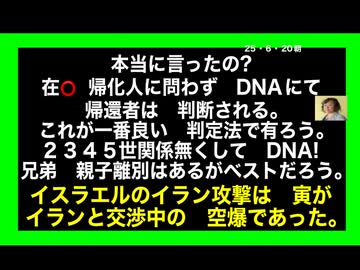 25・6・20朝
本当に言ったの?
在⭕ 帰化人に問わず DNAにて
帰還者は 判断される。
これが一番良い 判定法で有ろう。
２３４５世関係無くして DNA!
兄弟 親子離別はあるがベストだろう。
イスラエルのイラン攻撃は 寅が
イランと交渉中の 空爆であった。